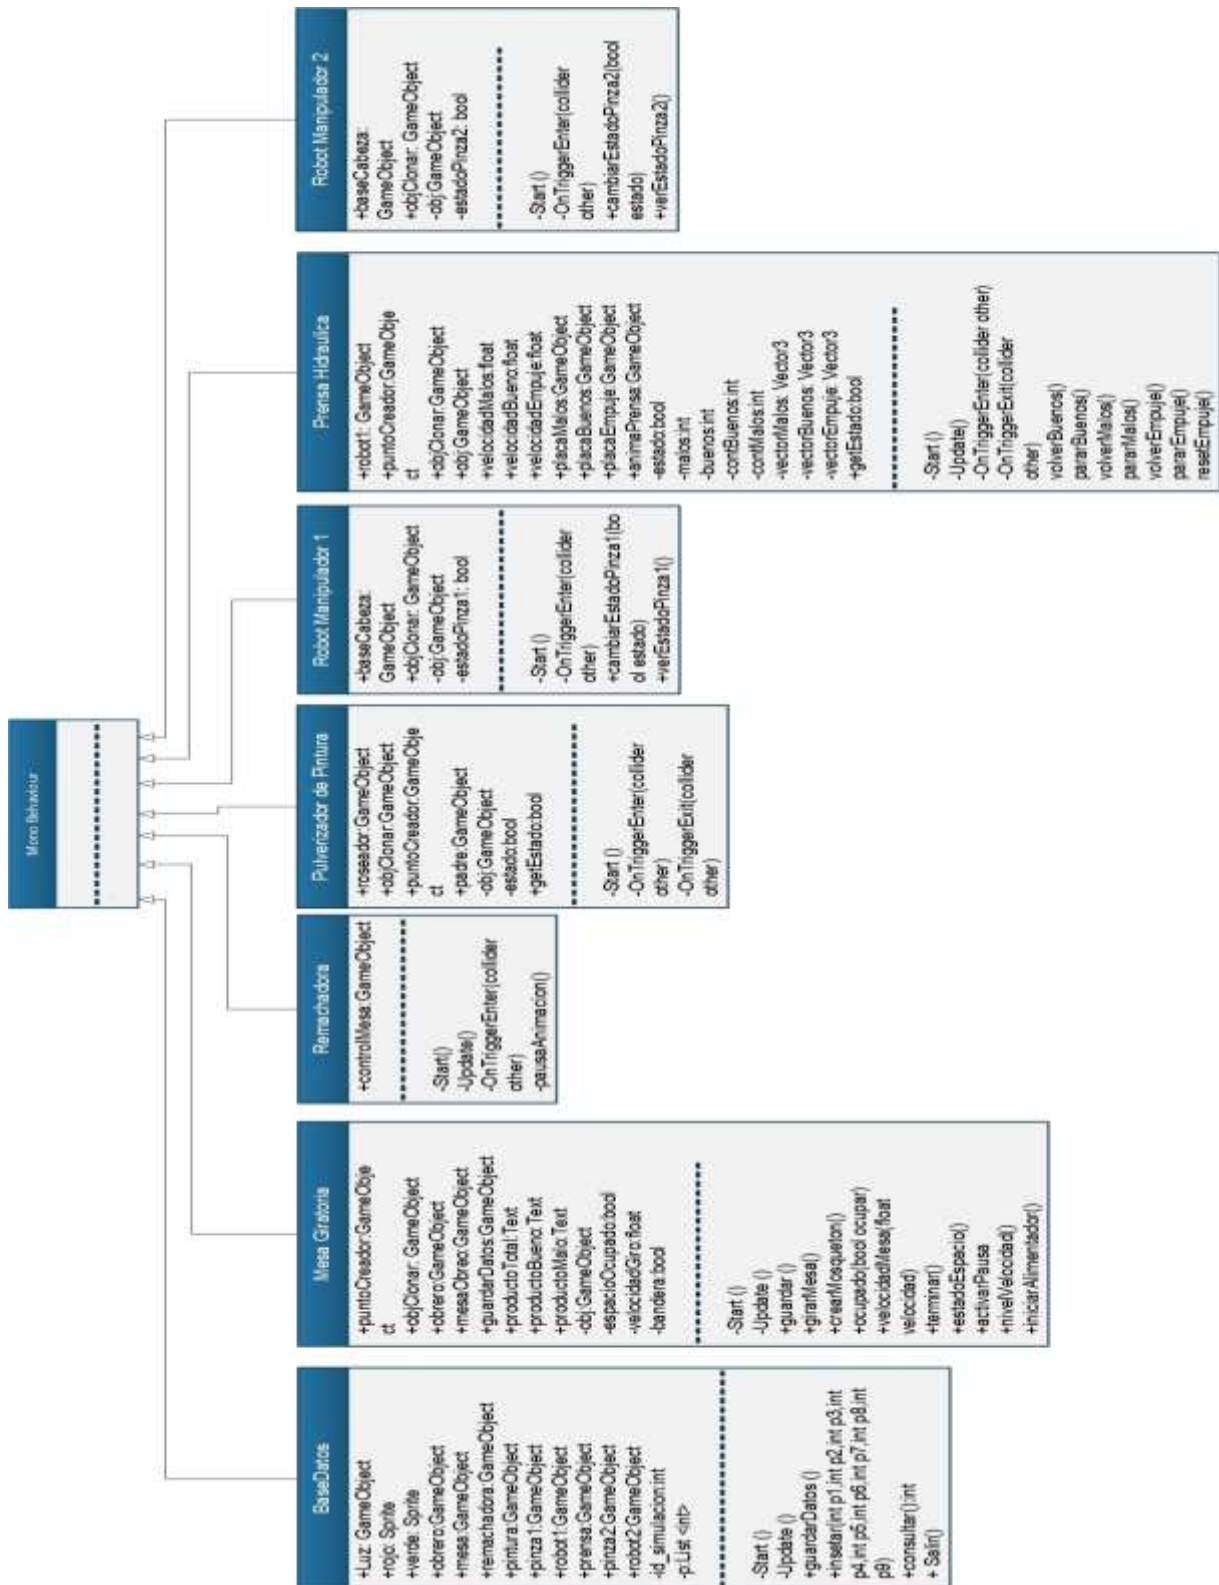 Mono Behaviour
BaseDatos
+Luz: GameObject
+rojo: Sprite
+verde: Sprite
+obrero:GameObject
+mesa:GameObject
+remachadora:GameObject
+pintura:GameObject
+pinza1:GameObject
+robot1:GameObject
+prensa:GameObject
+pinza2:GameObject
+robot2:GameObject
-id_simulacion:int
-p:List <int>
-Start ()
-Update ()
+guardarDatos ()
+insetar(int p1,int p2,int p3,int
p4,int p5,int p6,int p7,int p8,int
p9)
+consultar():int
+ Salir()
Mesa Giratoria
+puntoCreador:GameObje
ct
+objClonar: GameObject
+obrero:GameObject
+mesaObreo:GameObject
+guardarDatos:GameObject
+productoTotal:Text
+productoBueno:Text
+productoMalo:Text
-obj:GameObject
-espacioOcupado:bool
-velocidadGiro:float
-bandera:bool
-Start ()
-Update ()
+guardar ()
+girarMesa()
+crearMosqueton()
+ocupado(bool ocupar)
+velocidadMesa(float
velocidad)
+terminar()
+estadoEspacio()
+activarPausa
+nivelVelocidad()
+iniciarAlimentador()
Remachadora
+controlMesa:GameObject
-Start()
-Update()
-OnTriggerEnter(collider
other)
-pausaAnimacion()
Pulverizador de Pintura
+roseador:GameObject
+objClonar:GameObject
+puntoCreador:GameObje
ct
+padre:GameObject
-obj:GameObject
-estado:bool
+getEstado:bool
-Start ()
-OnTriggerEnter(collider
other)
-OnTriggerExit(collider
other)
Robot Manipulador 1
+baseCabeza:
GameObject
+objClonar: GameObject
-obj:GameObject
-estadoPinza1: bool
-Start ()
-OnTriggerEnter(collider
other)
+cambiarEstadoPinza1(bo
ol estado)
+verEstadoPinza1()
Prensa Hidraulica
+robot1: GameObject
+puntoCreador:GameObje
ct
+objClonar:GameObject
+obj:GameObject
+velocidadMalos:float
+velocidadBueno:float
+velocidadEmpuje:float
+placaMalos:GameObject
+placaBuenos:GameObject
+placaEmpuje:GameObject
+animaPrensa:GameObject
-estado:bool
-malos:int
-buenos:int
-contBuenos:int
-contMalos:int
-vectorMalos: Vector3
-vectorBuenos: Vector3
-vectorEmpuje: Vector3
+getEstado:bool
-Start ()
-Update()
-OnTriggerEnter(collider other)
-OnTriggerExit(collider
other)
volverBuenos()
pararBuenos()
volverMalos()
pararMalos()
volverEmpuje()
pararEmpuje()
resetEmpuje()
Robot Manipulador 2
+baseCabeza:
GameObject
+objClonar: GameObject
-obj:GameObject
-estadoPinza2: bool
-Start ()
-OnTriggerEnter(collider
other)
+cambiarEstadoPinza2(bool
estado)
+verEstadoPinza2()